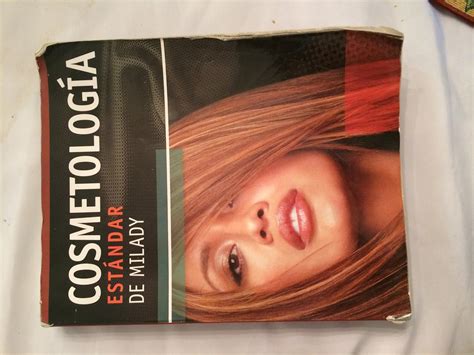 COSMETOLOGÍA
ESTÁNDAR
DE MILADY